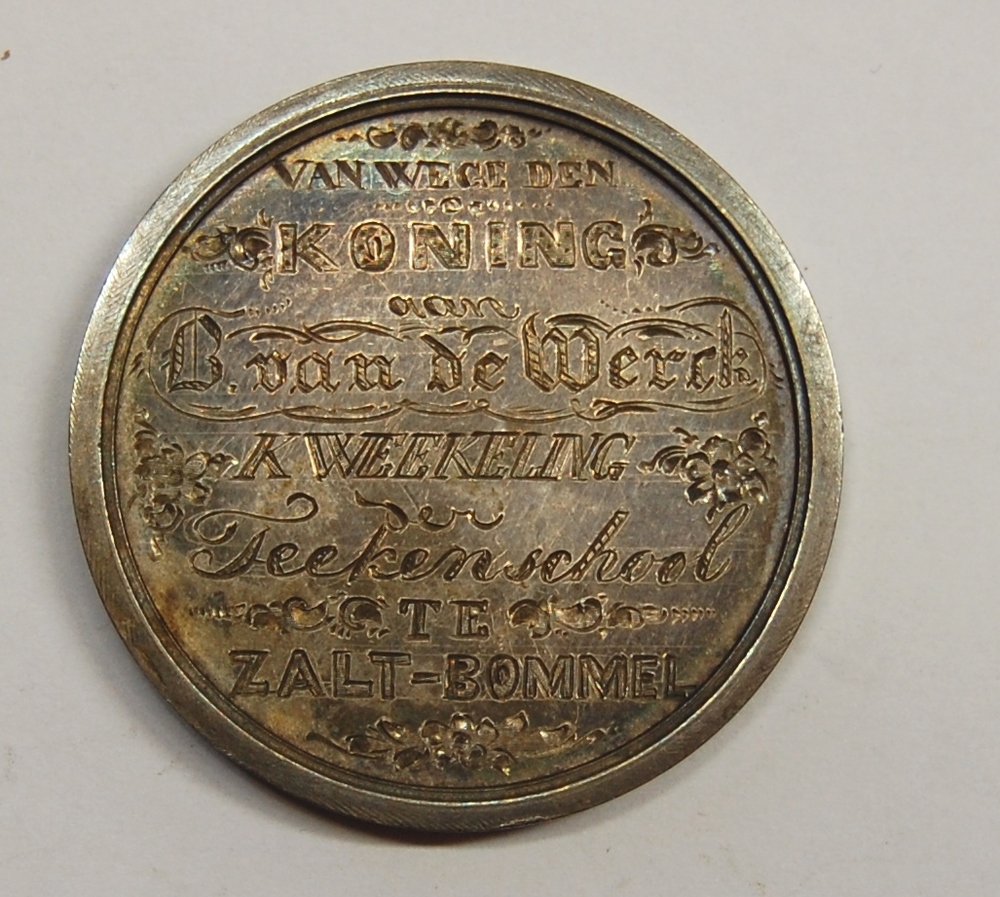 VAN WEGE DEN
KONING
aan
B. van de Werck
KWEEKELING
der
Teekenschool
TE
ZALT-BOMMEL